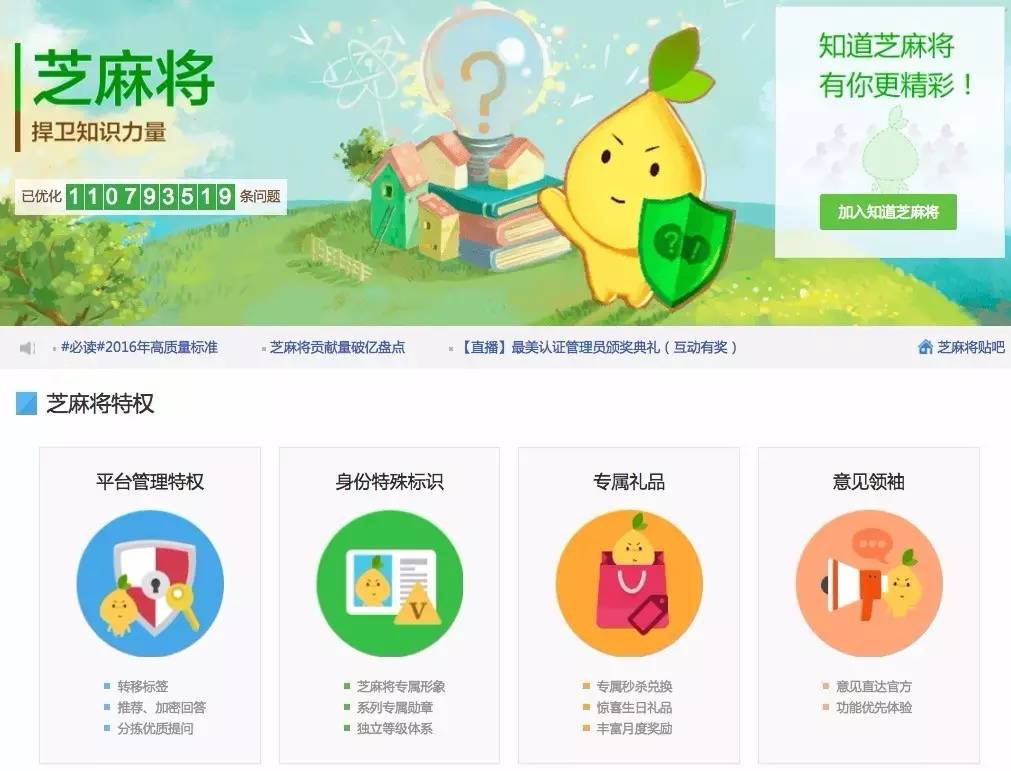 芝麻将
捍卫知识力量
已优化 110793519 条问题
知道芝麻将
有你更精彩！
加入知道芝麻将
#必读#2016年高质量标准
芝麻将贡献量破亿盘点
【直播】最美认证管理员颁奖典礼（互动有奖）
芝麻将贴吧
芝麻将特权
平台管理特权
转移标签
推荐、加密回答
分拣优质提问
身份特殊标识
V
芝麻将专属形象
系列专属勋章
独立等级体系
专属礼品
专属秒杀兑换
惊喜生日礼品
丰富月度奖励
意见领袖
意见直达官方
功能优先体验